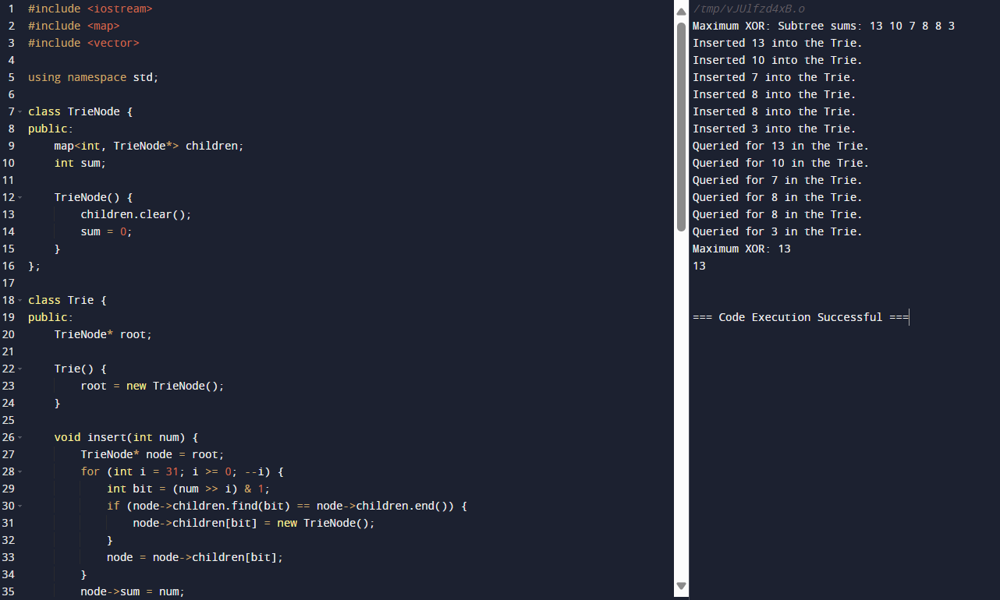 1 #include <iostream>
2 #include <map>
3 #include <vector>
4
5 using namespace std;
6
7 class TrieNode {
8 public:
9     map<int, TrieNode*> children;
10     int sum;
11
12     TrieNode() {
13         children.clear();
14         sum = 0;
15     }
16 };
17
18 class Trie {
19 public:
20     TrieNode* root;
21
22     Trie() {
23         root = new TrieNode();
24     }
25
26     void insert(int num) {
27         TrieNode* node = root;
28         for (int i = 31; i >= 0; --i) {
29             int bit = (num >> i) & 1;
30             if (node->children.find(bit) == node->children.end()) {
31                 node->children[bit] = new TrieNode();
32             }
33             node = node->children[bit];
34         }
35         node->sum = num;
/tmp/vJUlfzd4xB.o
Maximum XOR: Subtree sums: 13 10 7 8 8 3
Inserted 13 into the Trie.
Inserted 10 into the Trie.
Inserted 7 into the Trie.
Inserted 8 into the Trie.
Inserted 8 into the Trie.
Inserted 3 into the Trie.
Queried for 13 in the Trie.
Queried for 10 in the Trie.
Queried for 7 in the Trie.
Queried for 8 in the Trie.
Queried for 8 in the Trie.
Queried for 3 in the Trie.
Maximum XOR: 13
13
=== Code Execution Successful ===